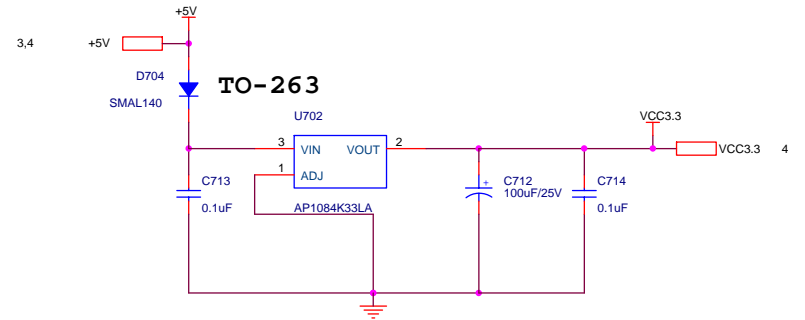 +5V
3,4 +5V
D704
SMAL140
TO-263
U702
3 VIN VOUT 2
1 ADJ
AP1084K33LA
C713
0.1uF
+
C712
100uF/25V
C714
0.1uF
VCC3.3
VCC3.3 4